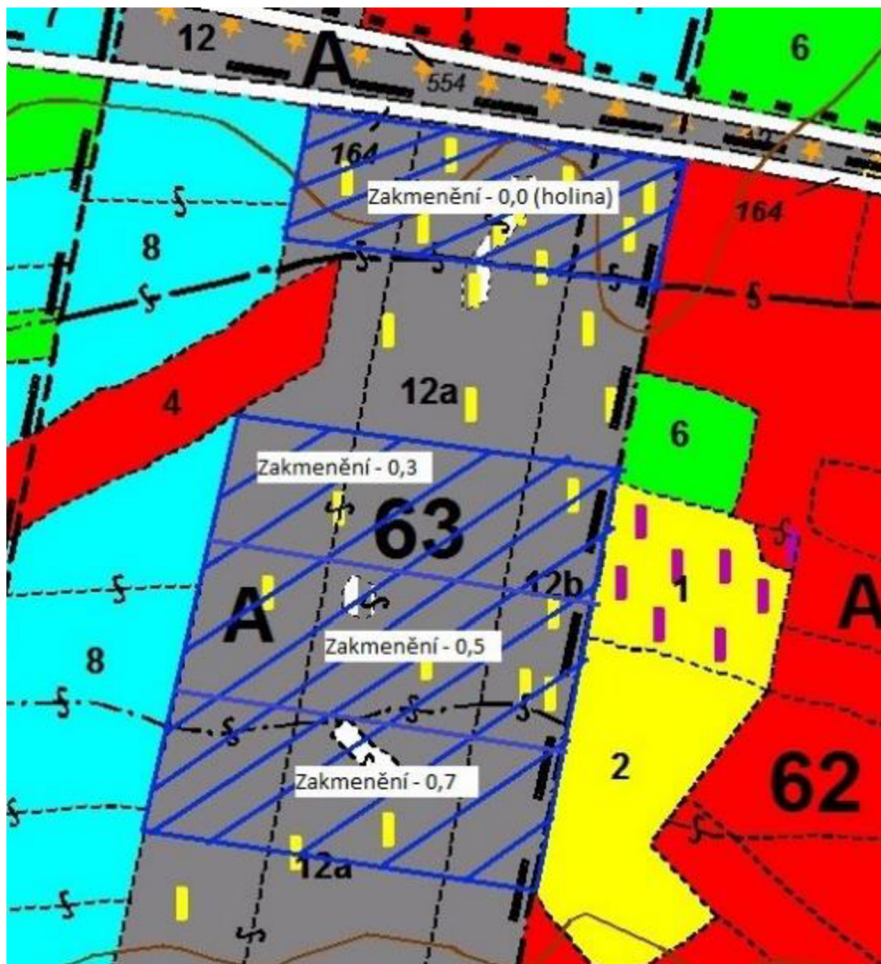 12
A
554
6
164
Zakmenění - 0,0 (holina)
164
8
12a
4
6
Zakmenění - 0,3
63
12b
1
A
A
Zakmenění - 0,5
8
2
62
Zakmenění - 0,7
12a